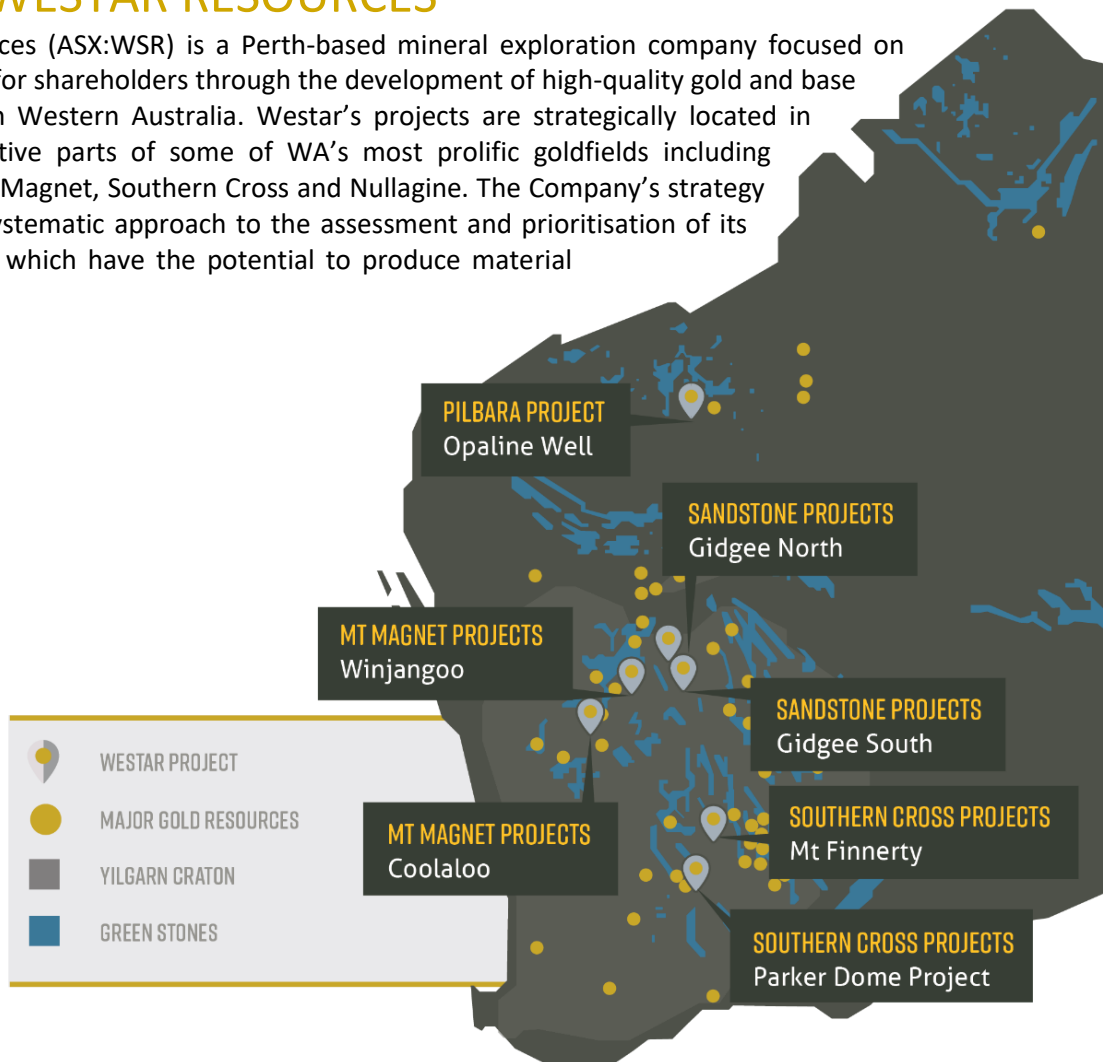 WESTAR RESOURCES
ces (ASX:WSR) is a Perth-based mineral exploration company focused on
for shareholders through the development of high-quality gold and base
Western Australia. Westar's projects are strategically located in
tive parts of some of WA's most prolific goldfields including
Magnet, Southern Cross and Nullagine. The Company's strategy
ystematic approach to the assessment and prioritisation of its
which have the potential to produce material
PILBARA PROJECT
Opaline Well
SANDSTONE PROJECTS
Gidgee North
MT MAGNET PROJECTS
Winjangoo
SANDSTONE PROJECTS
Gidgee South
WESTAR PROJECT
MAJOR GOLD RESOURCES
YILGARN CRATON
GREEN STONES
MT MAGNET PROJECTS
Coolaloo
SOUTHERN CROSS PROJECTS
Mt Finnerty
SOUTHERN CROSS PROJECTS
Parker Dome Project